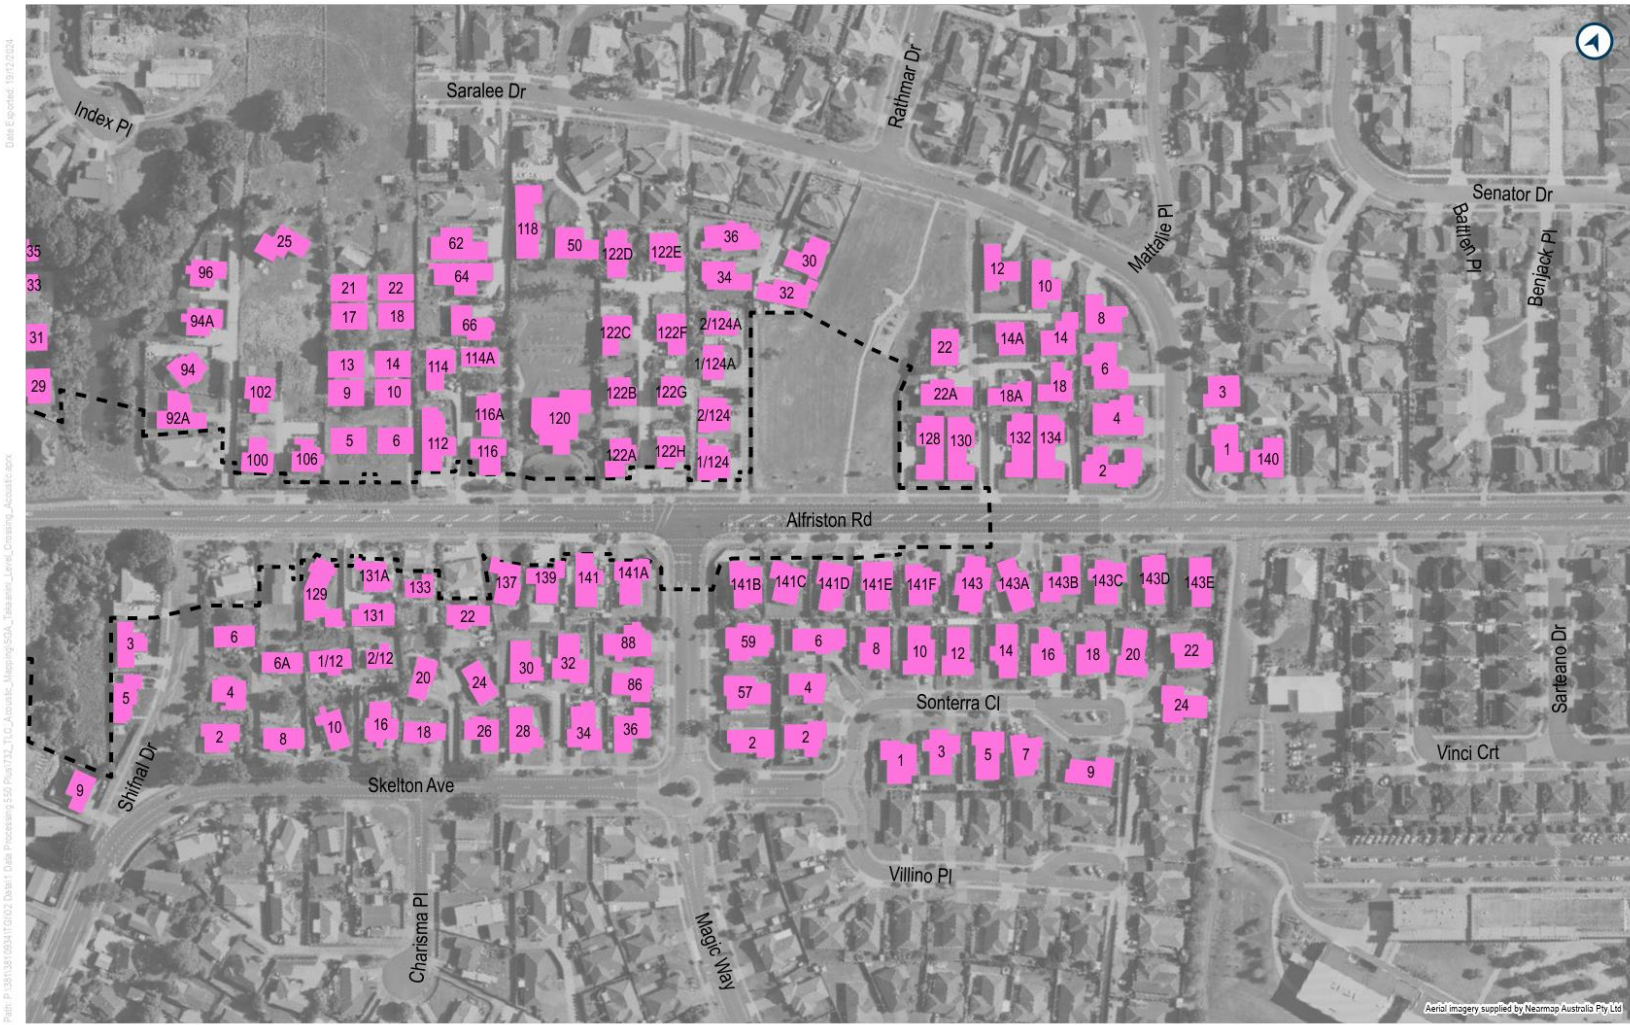 Date Exported: 19/12/2024
Index Pl
Saralee Dr
Rathmar Dr
Mattalie Pl
Senator Dr
Battlen Pl
Benjack Pl
35
33
31
29
96
94A
94
92A
25
102
100
106
21
22
17
18
13
14
9
10
5
6
62
64
66
114
114A
112
116A
116
118
50
120
122D
122E
122C
122F
122B
122G
122A
122H
36
34
30
32
2/124A
1/124A
2/124
1/124
12
10
8
22
14A
14
6
22A
18A
18
4
128
130
132
134
2
3
1
140
Alfriston Rd
129
131A
133
131
22
137
139
141
141A
141B
141C
141D
141E
141F
143
143A
143B
143C
143D
143E
3
5
9
6
6A
1/12
2/12
20
24
30
32
88
86
4
2
8
10
16
18
26
28
34
36
59
6
8
10
12
14
16
18
20
22
57
4
24
2
2
Sonterra Cl
1
3
5
7
9
Shifnal Dr
Skelton Ave
Charisma Pl
Magic Way
Villino Pl
Sarteano Dr
Vinci Crt
Aerial imagery supplied by Nearmap Australia Pty Ltd